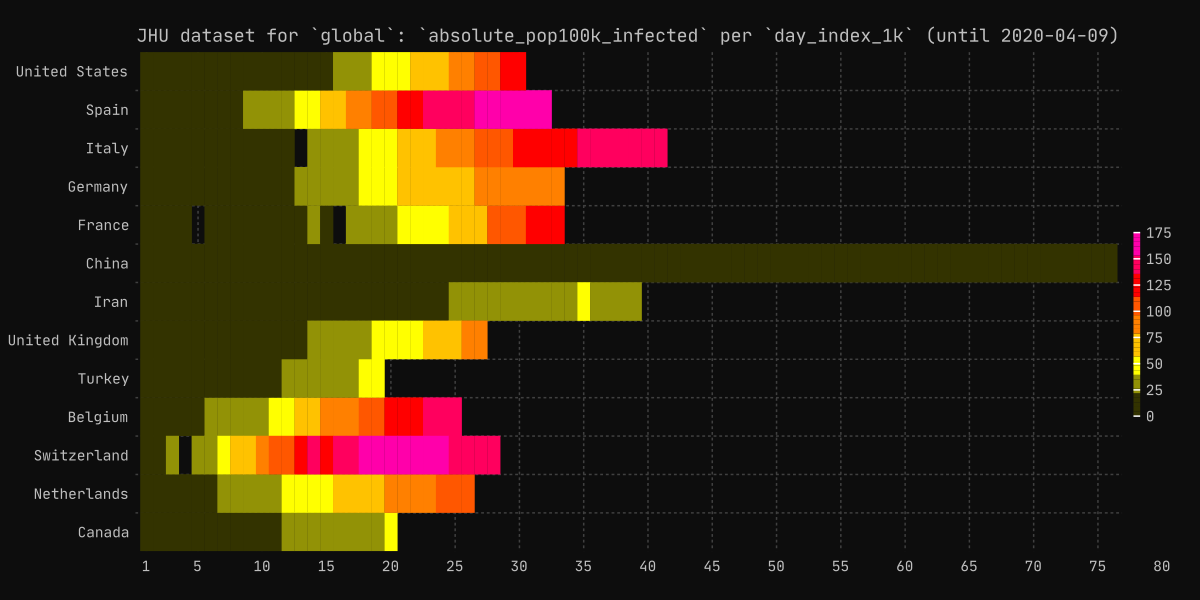 JHU dataset for `global`: `absolute_pop100k_infected` per `day_index_1k` (until 2020-04-09)
United States
Spain
Italy
Germany
France
China
Iran
United Kingdom
Turkey
Belgium
Switzerland
Netherlands
Canada
175
150
125
100
75
50
25
0
1 5 10 15 20 25 30 35 40 45 50 55 60 65 70 75 80